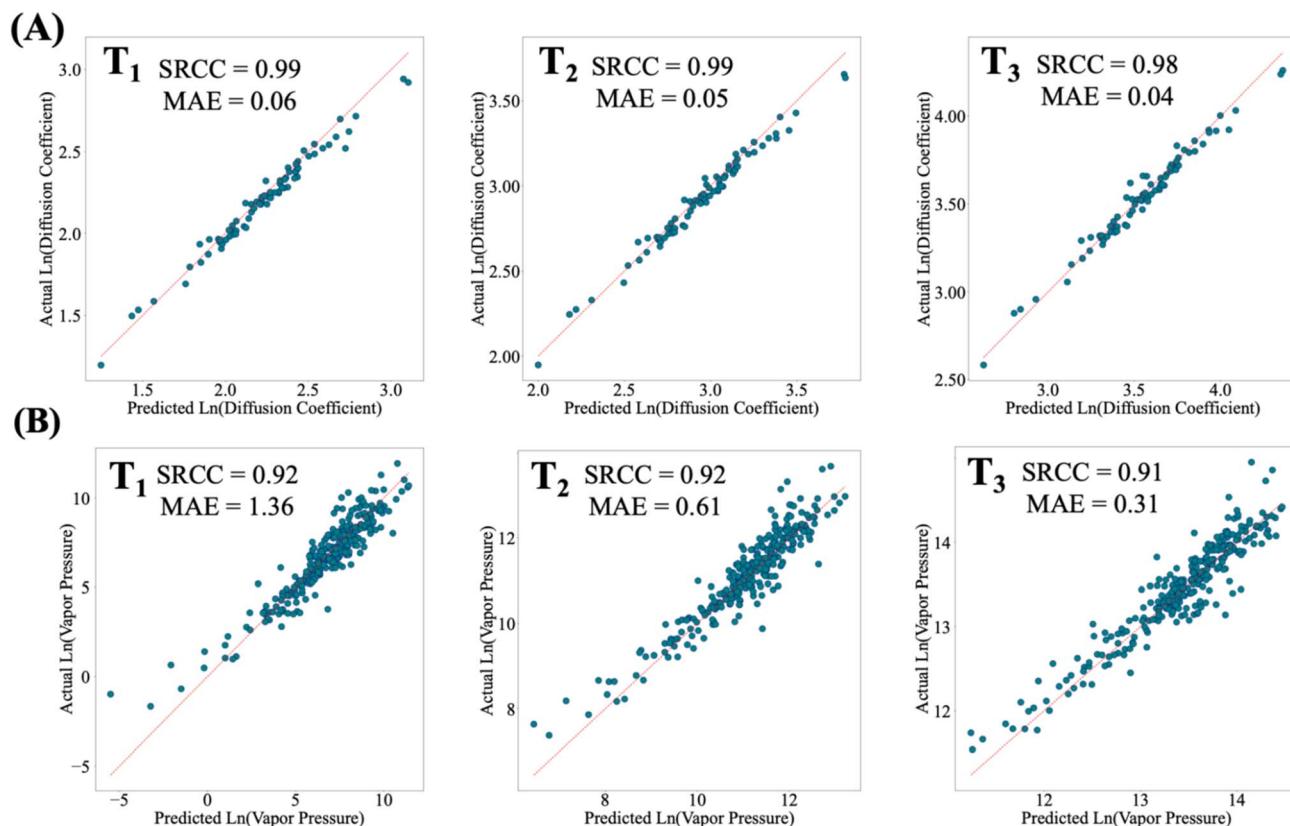 (A)
T1 SRCC = 0.99
MAE = 0.06
Actual Ln(Diffusion Coefficient)
3.0
2.5
2.0
1.5
1.5 2.0 2.5 3.0
Predicted Ln(Diffusion Coefficient)
T2 SRCC = 0.99
MAE = 0.05
Actual Ln(Diffusion Coefficient)
3.50
3.00
2.50
2.00
2.0 2.5 3.0 3.5
Predicted Ln(Diffusion Coefficient)
T3 SRCC = 0.98
MAE = 0.04
Actual Ln(Diffusion Coefficient)
4.00
3.50
3.00
2.50
3.0 3.5 4.0
Predicted Ln(Diffusion Coefficient)
(B)
T1 SRCC = 0.92
MAE = 1.36
Actual Ln(Vapor Pressure)
10
5
0
−5
−5 0 5 10
Predicted Ln(Vapor Pressure)
T2 SRCC = 0.92
MAE = 0.61
Actual Ln(Vapor Pressure)
12
10
8
8 10 12
Predicted Ln(Vapor Pressure)
T3 SRCC = 0.91
MAE = 0.31
Actual Ln(Vapor Pressure)
14
13
12
12 13 14
Predicted Ln(Vapor Pressure)